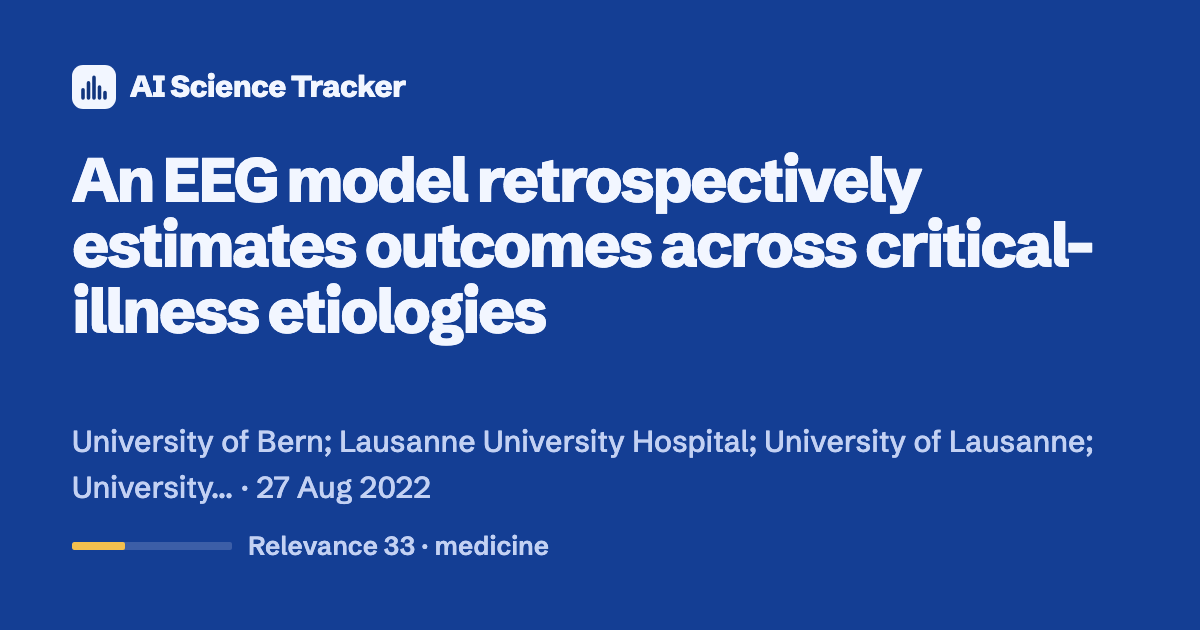 AI Science Tracker
An EEG model retrospectively
estimates outcomes across critical-
illness etiologies
University of Bern; Lausanne University Hospital; University of Lausanne;
University... · 27 Aug 2022
Relevance 33 · medicine